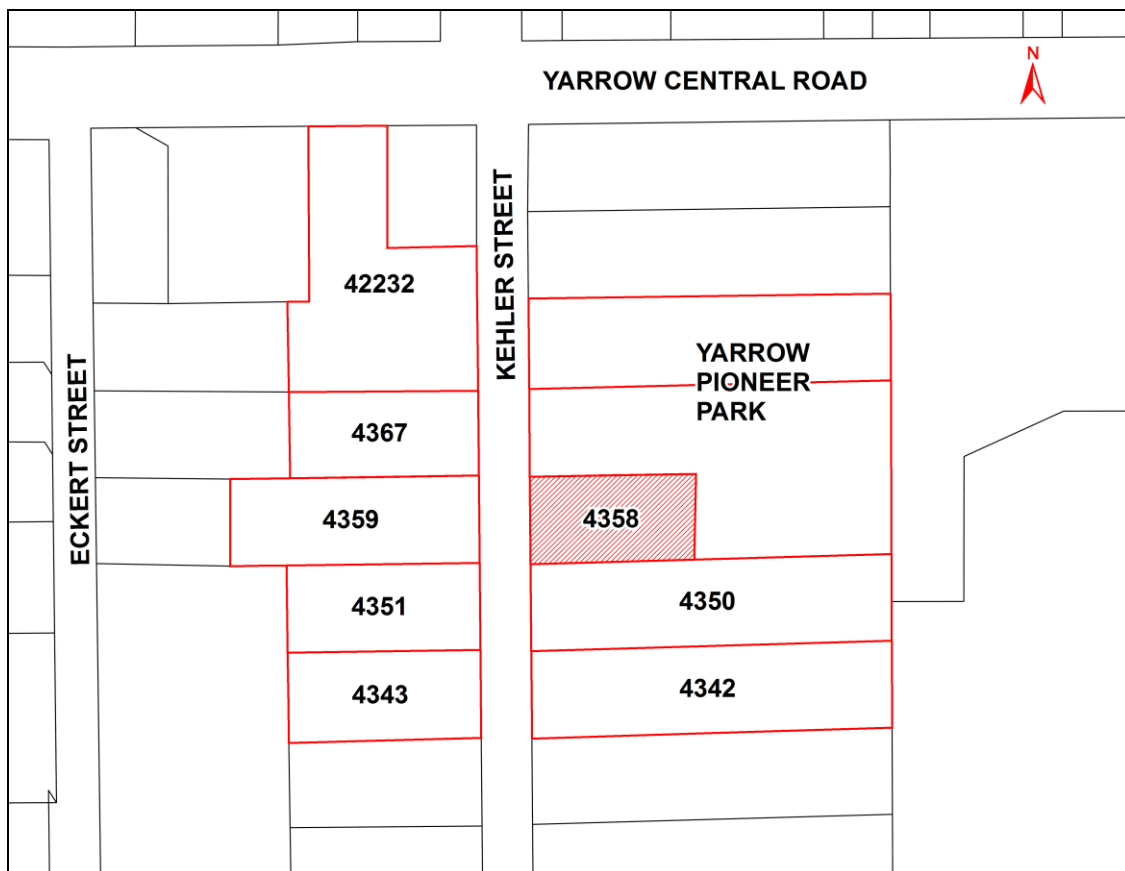 YARROW CENTRAL ROAD
N
KEHLER STREET
42232
YARROW
PIONEER
PARK
ECKERT STREET
4367
4359
4358
4351
4350
4343
4342